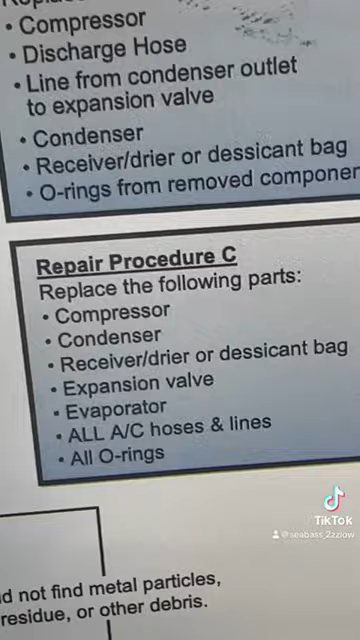 • Compressor
• Discharge Hose
• Line from condenser outlet
to expansion valve
• Condenser
• Receiver/drier or dessicant bag
• O-rings from removed
Repair Procedure C
Replace the following parts:
• Compressor
• Condenser
• Receiver/drier or dessicant bag
• Expansion valve
• Evaporator
• ALL A/C hoses & lines
• All O-rings
TikTok
@seabass_2zzlow
not find metal particles,
residue, or other debris.